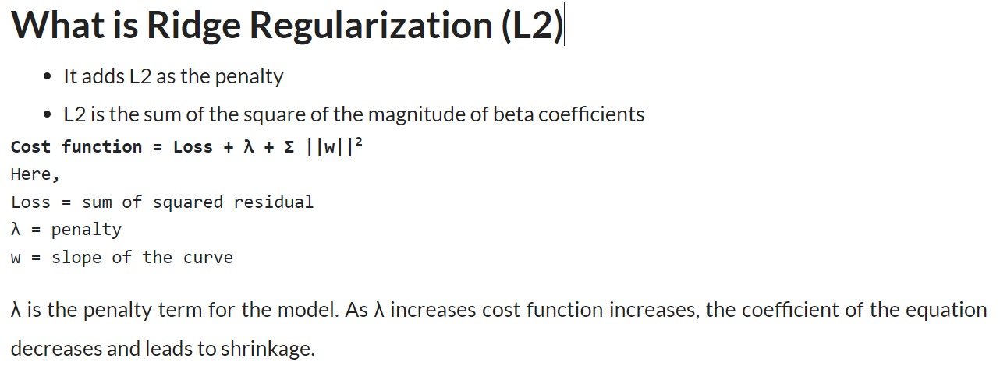 What is Ridge Regularization (L2)
• It adds L2 as the penalty
• L2 is the sum of the square of the magnitude of beta coefficients
Cost function = Loss + λ + Σ ||w||²
Here,
Loss = sum of squared residual
λ = penalty
w = slope of the curve
λ is the penalty term for the model. As λ increases cost function increases, the coefficient of the equation
decreases and leads to shrinkage.